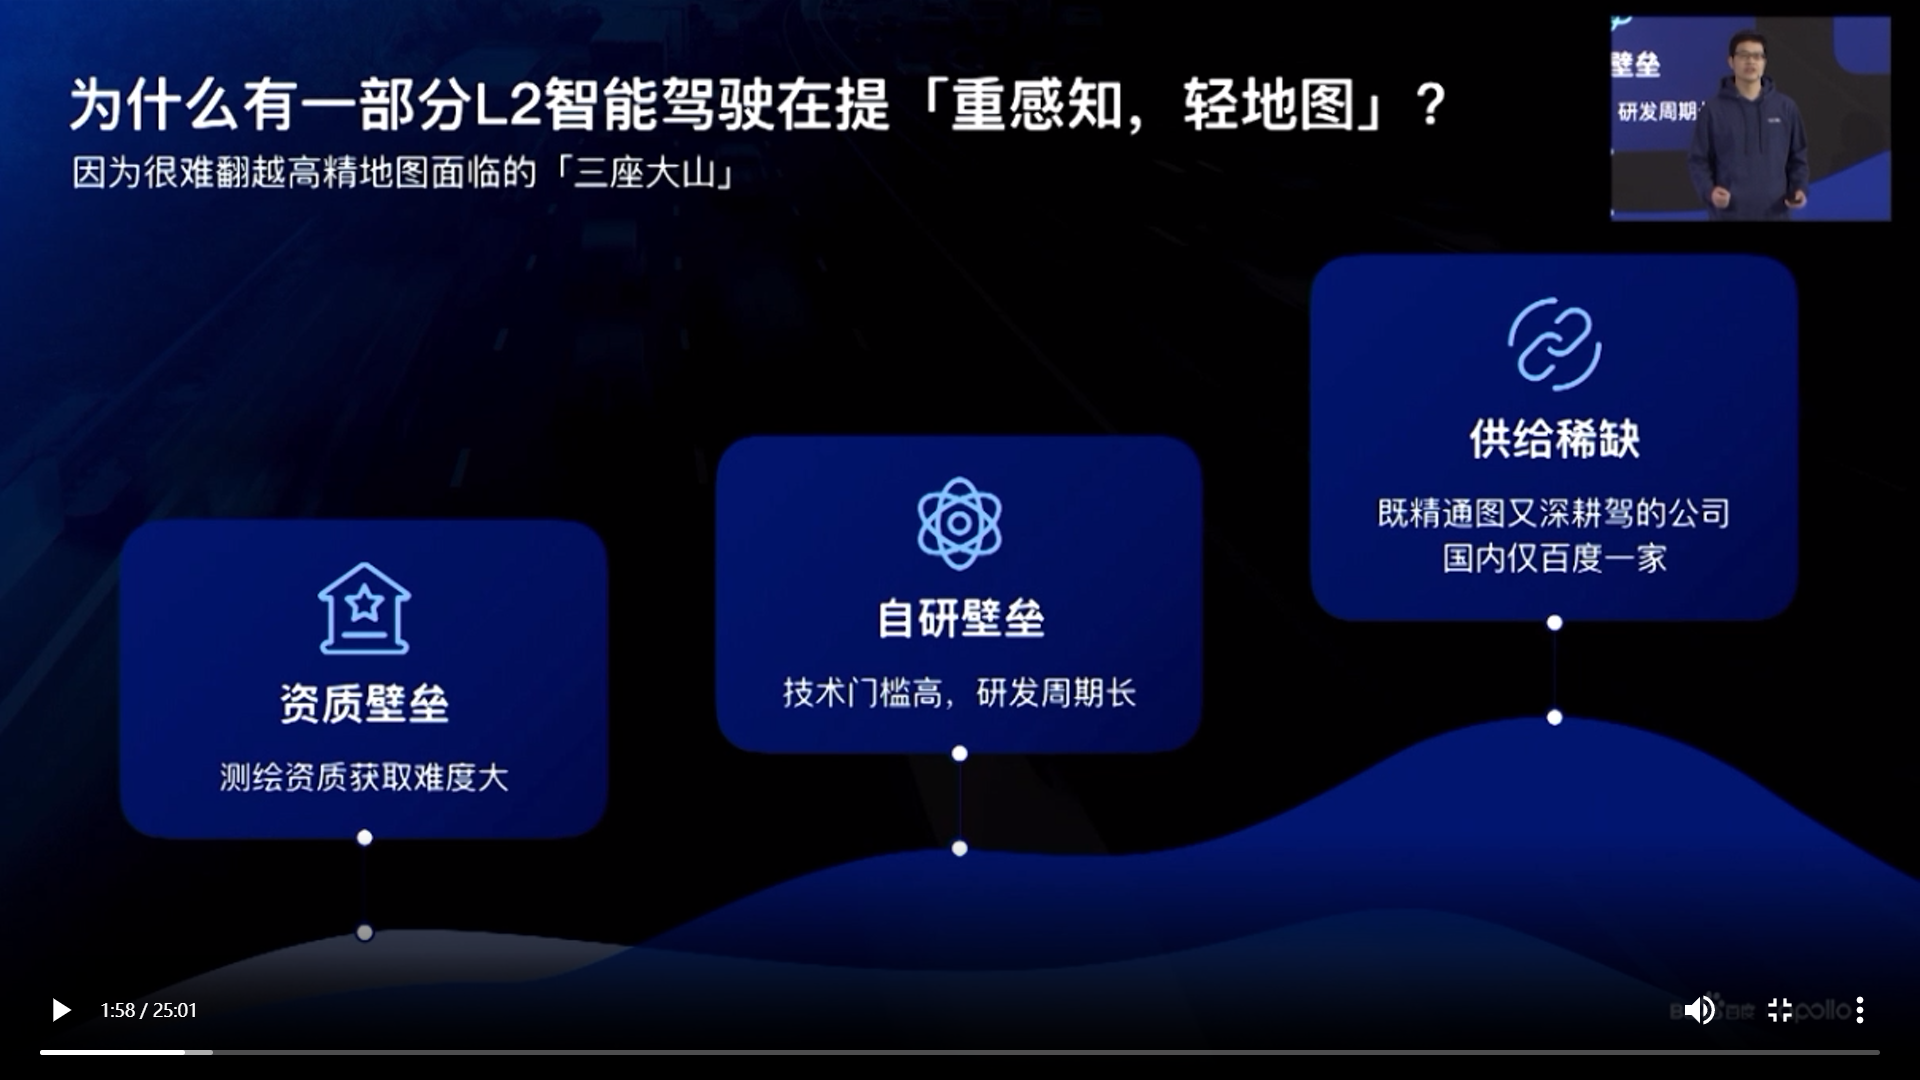 为什么有一部分L2智能驾驶在提「重感知，轻地图」？
因为很难翻越高精地图面临的「三座大山」
壁垒
研发周期
供给稀缺
既精通图又深耕驾的公司
国内仅百度一家
自研壁垒
技术门槛高，研发周期长
资质壁垒
测绘资质获取难度大
1:58 / 25:01
百度 apollo